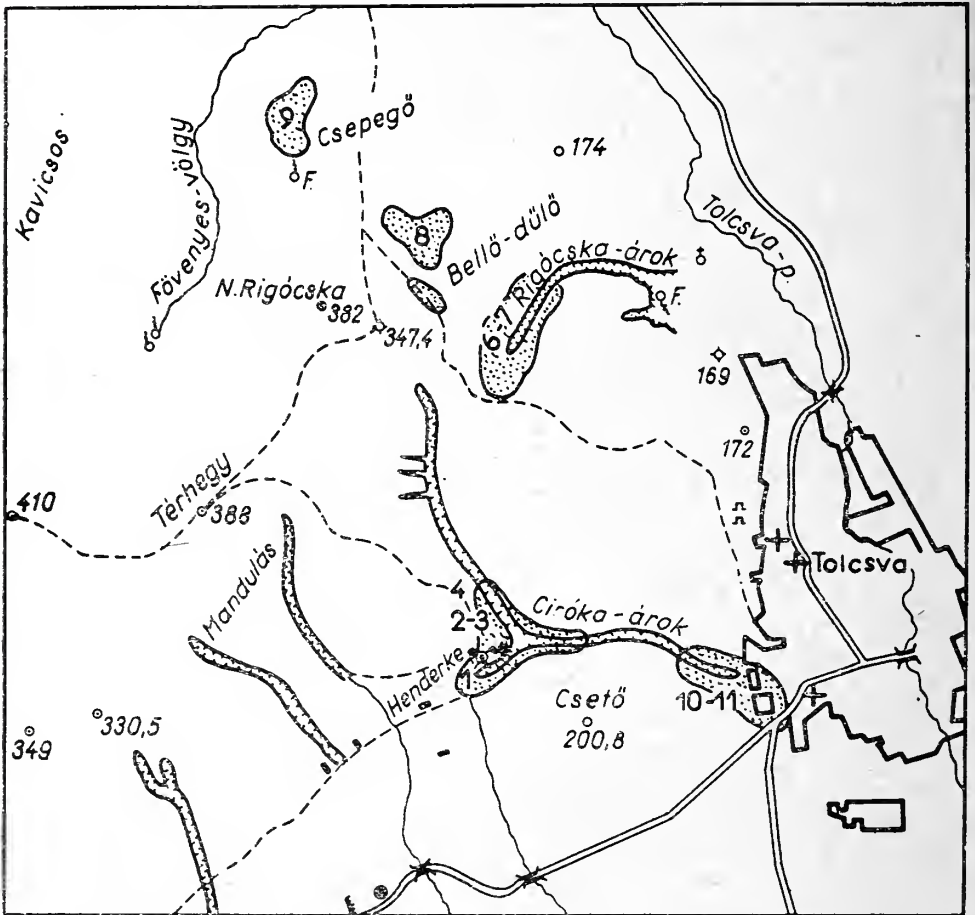 9
Csepegő
F.
174
Kavicsos
Fövenyes-völgy
8
Bellő-dűlő
Tolcsva-p.
Rigócska-árok
6-7
F.
N.Rigócska
382
347,4
169
172
Térhegy
388
410
Mandulás
4
2-3
Ciróka-árok
Tolcsva
Henderke
1
10-11
Csető
200,8
330,5
349